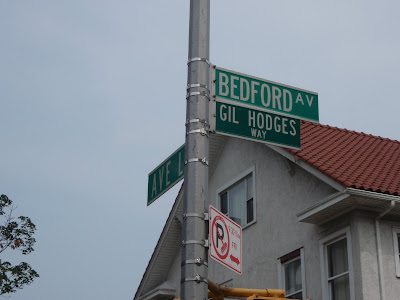 BEDFORD AV
GIL HODGES
WAY
AVE L
P